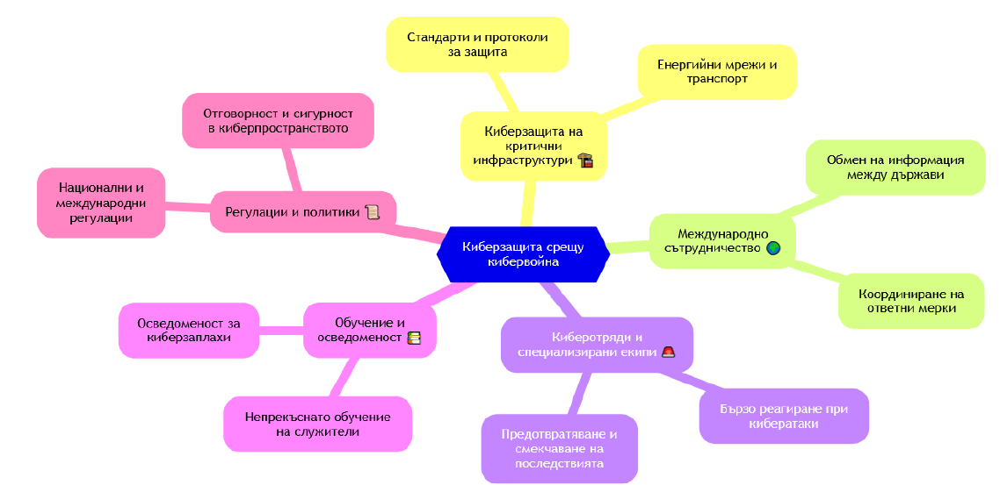 Стандарти и протоколи
за защита
Енергийни мрежи и
транспорт
Киберзащита на
критични
инфраструктури 🏗️
Отговорност и сигурност
в киберпространството
Национални и
международни
регулации
Регулации и политики 📜
Обмен на информация
между държави
Международно
сътрудничество 🌍
Координиране на
ответни мерки
Киберзащита срещу
кибервойна
Осведоменост за
киберзаплахи
Обучение и
осведоменост 📚
Непрекъснато обучение
на служители
Киберотряди и
специализирани екипи 🚨
Бързо реагиране при
кибератаки
Предотвратяване и
смекчаване на
последствията